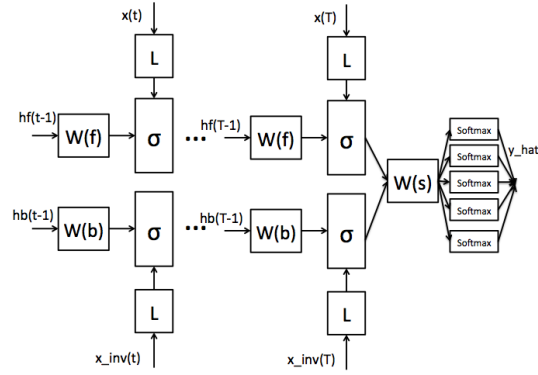 x(t)
x(T)
L
L
hf(t-1)
W(f)
σ
...
hf(T-1)
W(f)
σ
Softmax
Softmax
Softmax
Softmax
Softmax
y_hat
W(s)
hb(t-1)
W(b)
σ
...
hb(T-1)
W(b)
σ
L
L
x_inv(t)
x_inv(T)